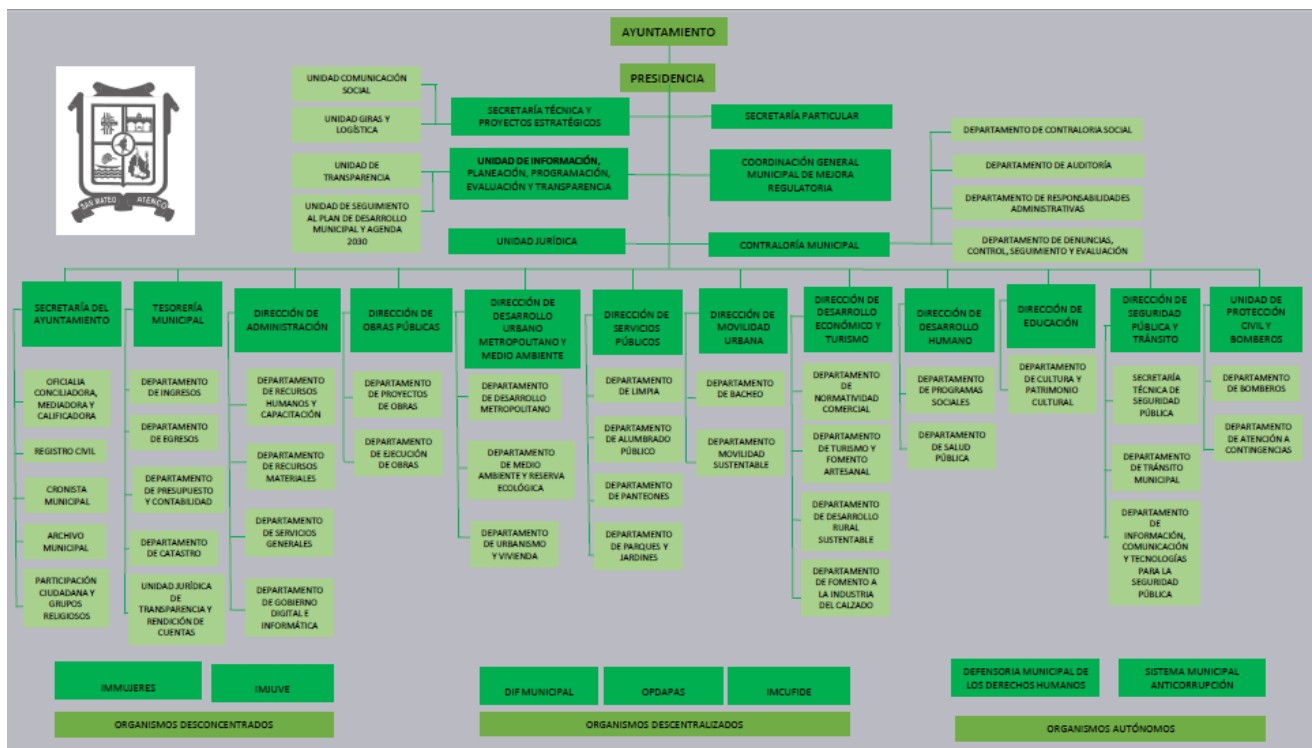 AYUNTAMIENTO
PRESIDENCIA
SAN MATEO ATENCO
UNIDAD COMUNICACIÓN
SOCIAL
UNIDAD GIRAS Y
LOGÍSTICA
SECRETARÍA TÉCNICA Y
PROYECTOS ESTRATÉGICOS
SECRETARÍA PARTICULAR
UNIDAD DE
TRANSPARENCIA
UNIDAD DE SEGUIMIENTO
AL PLAN DE DESARROLLO
MUNICIPAL Y AGENDA
2030
UNIDAD DE INFORMACIÓN,
PLANEACIÓN, PROGRAMACIÓN,
EVALUACIÓN Y TRANSPARENCIA
COORDINACIÓN GENERAL
MUNICIPAL DE MEJORA
REGULATORIA
UNIDAD JURÍDICA
CONTRALORÍA MUNICIPAL
DEPARTAMENTO DE CONTRALORIA SOCIAL
DEPARTAMENTO DE AUDITORÍA
DEPARTAMENTO DE RESPONSABILIDADES
ADMINISTRATIVAS
DEPARTAMENTO DE DENUNCIAS,
CONTROL, SEGUIMIENTO Y EVALUACIÓN
SECRETARÍA DEL
AYUNTAMIENTO
OFICIALIA
CONCILIADORA,
MEDIADORA Y
CALIFICADORA
REGISTRO CIVIL
CRONISTA
MUNICIPAL
ARCHIVO
MUNICIPAL
PARTICIPACIÓN
CIUDADANA Y
GRUPOS
RELIGIOSOS
TESORERÍA
MUNICIPAL
DEPARTAMENTO
DE INGRESOS
DEPARTAMENTO
DE EGRESOS
DEPARTAMENTO
DE PRESUPUESTO
Y CONTABILIDAD
DEPARTAMENTO
DE CATASTRO
UNIDAD JURÍDICA
DE
TRANSPARENCIA Y
RENDICIÓN DE
CUENTAS
DIRECCIÓN DE
ADMINISTRACIÓN
DEPARTAMENTO
DE RECURSOS
HUMANOS Y
CAPACITACIÓN
DEPARTAMENTO
DE RECURSOS
MATERIALES
DEPARTAMENTO
DE SERVICIOS
GENERALES
DEPARTAMENTO
DE GOBIERNO
DIGITAL E
INFORMÁTICA
DIRECCIÓN DE
OBRAS PÚBLICAS
DEPARTAMENTO
DE PROYECTOS
DE OBRAS
DEPARTAMENTO
DE EJECUCIÓN
DE OBRAS
DIRECCIÓN DE
DESARROLLO
URBANO
METROPOLITANO Y
MEDIO AMBIENTE
DEPARTAMENTO
DE DESARROLLO
METROPOLITANO
DEPARTAMENTO
DE MEDIO
AMBIENTE Y RESERVA
ECOLÓGICA
DEPARTAMENTO
DE URBANISMO
Y VIVIENDA
DIRECCIÓN DE
SERVICIOS
PÚBLICOS
DEPARTAMENTO
DE LIMPIA
DEPARTAMENTO
DE ALUMBRADO
PÚBLICO
DEPARTAMENTO
DE PANTEONES
DEPARTAMENTO
DE PARQUES Y
JARDINES
DIRECCIÓN DE
MOVILIDAD
URBANA
DEPARTAMENTO
DE BACHEO
DEPARTAMENTO
MOVILIDAD
SUSTENTABLE
DIRECCIÓN DE
DESARROLLO
ECONÓMICO Y
TURISMO
DEPARTAMENTO
DE
NORMATIVIDAD
COMERCIAL
DEPARTAMENTO
DE TURISMO Y
FOMENTO
ARTESANAL
DEPARTAMENTO
DE DESARROLLO
RURAL
SUSTENTABLE
DEPARTAMENTO
DE FOMENTO A
LA INDUSTRIA
DEL CALZADO
DIRECCIÓN DE
DESARROLLO
HUMANO
DEPARTAMENTO
DE PROGRAMAS
SOCIALES
DEPARTAMENTO
DE SALUD
PÚBLICA
DIRECCIÓN DE
EDUCACIÓN
DEPARTAMENTO
DE CULTURA Y
PATRIMONIO
CULTURAL
DIRECCIÓN DE
SEGURIDAD
PÚBLICA Y
TRÁNSITO
SECRETARÍA
TÉCNICA DE
SEGURIDAD
PÚBLICA
DEPARTAMENTO
DE TRÁNSITO
MUNICIPAL
DEPARTAMENTO
DE
INFORMACIÓN,
COMUNICACIÓN
Y TECNOLOGÍAS
PARA LA
SEGURIDAD
PÚBLICA
UNIDAD DE
PROTECCIÓN
CIVIL Y
BOMBEROS
DEPARTAMENTO
DE BOMBEROS
DEPARTAMENTO
DE ATENCIÓN A
CONTINGENCIAS
IMMUJERES
IMJUVE
ORGANISMOS DESCONCENTRADOS
DIF MUNICIPAL
OPDAPAS
IMCUFIDE
ORGANISMOS DESCENTRALIZADOS
DEFENSORIA MUNICIPAL DE
LOS DERECHOS HUMANOS
SISTEMA MUNICIPAL
ANTICORRUPCIÓN
ORGANISMOS AUTÓNOMOS